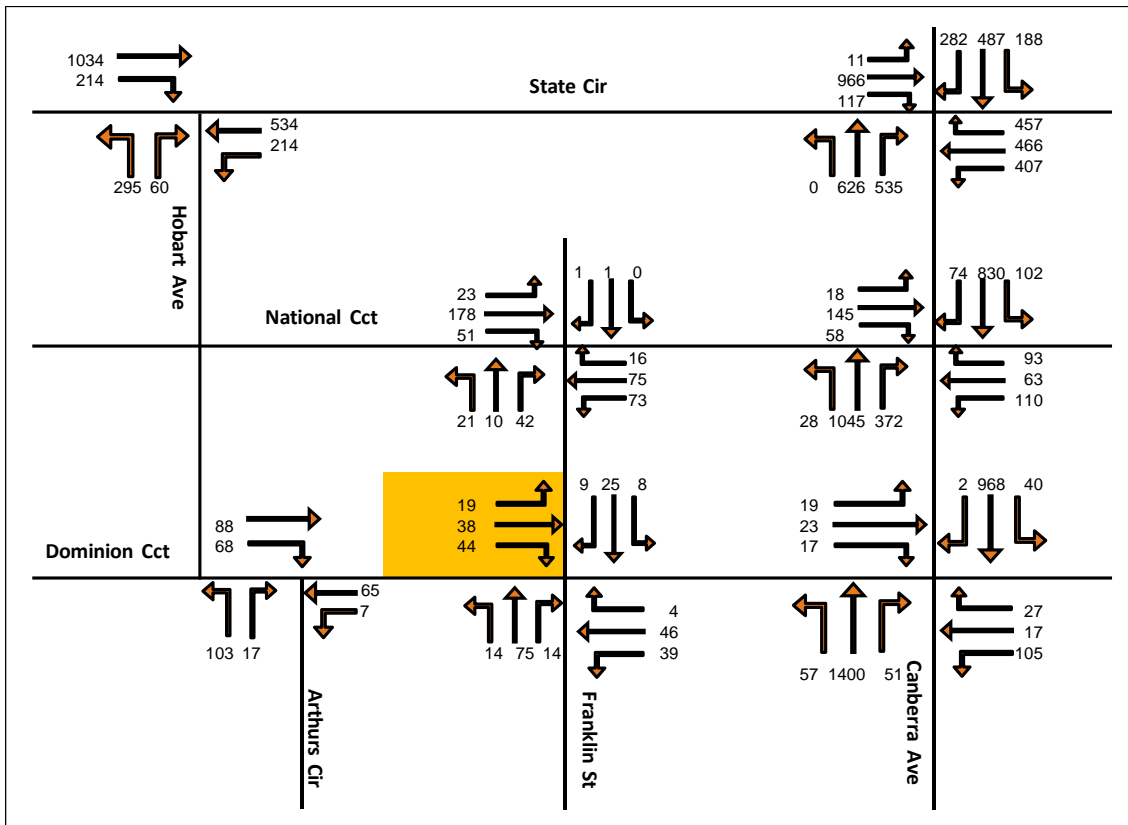 282 487 188
1034
214
State Cir
11
966
117
534
214
457
466
407
295 60
0 626 535
Hobart Ave
1 1 0
74 830 102
23
178
51
18
145
58
National Cct
16
75
73
93
63
110
21 10 42
28 1045 372
9 25 8
2 968 40
19
38
44
19
23
17
88
68
Dominion Cct
65
7
4
46
39
27
17
105
103 17
14 75 14
57 1400 51
Arthurs Cir
Franklin St
Canberra Ave